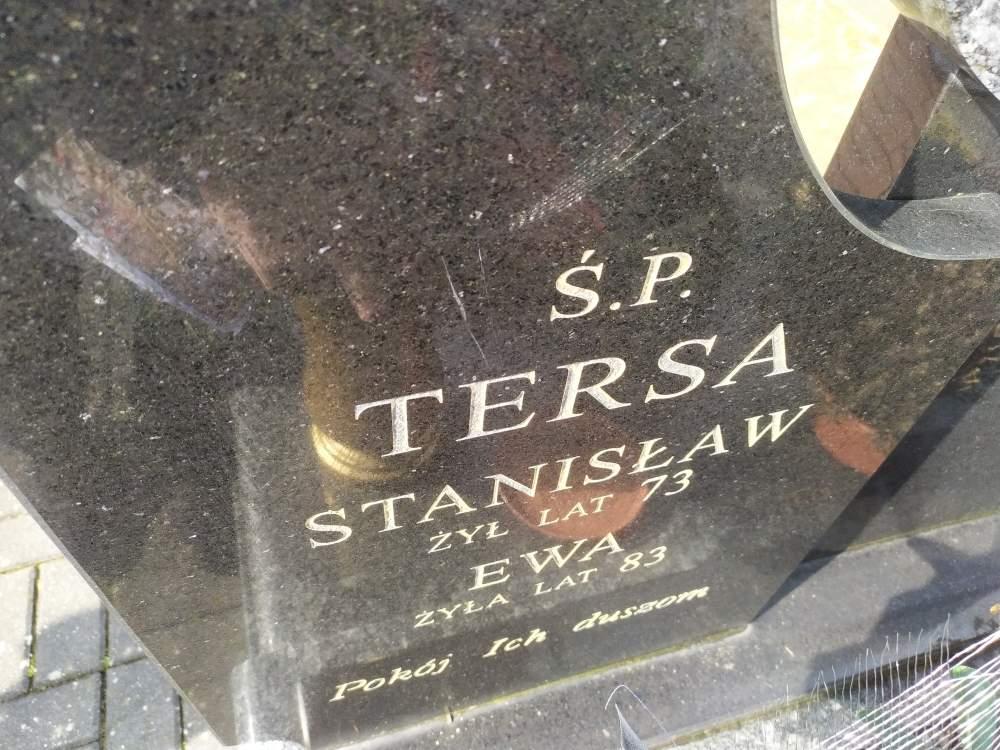 Ś.P.
TERSA
STANISŁAW
ŻYŁ LAT 73
EWA
ŻYŁA LAT 83
Pokój Ich duszom